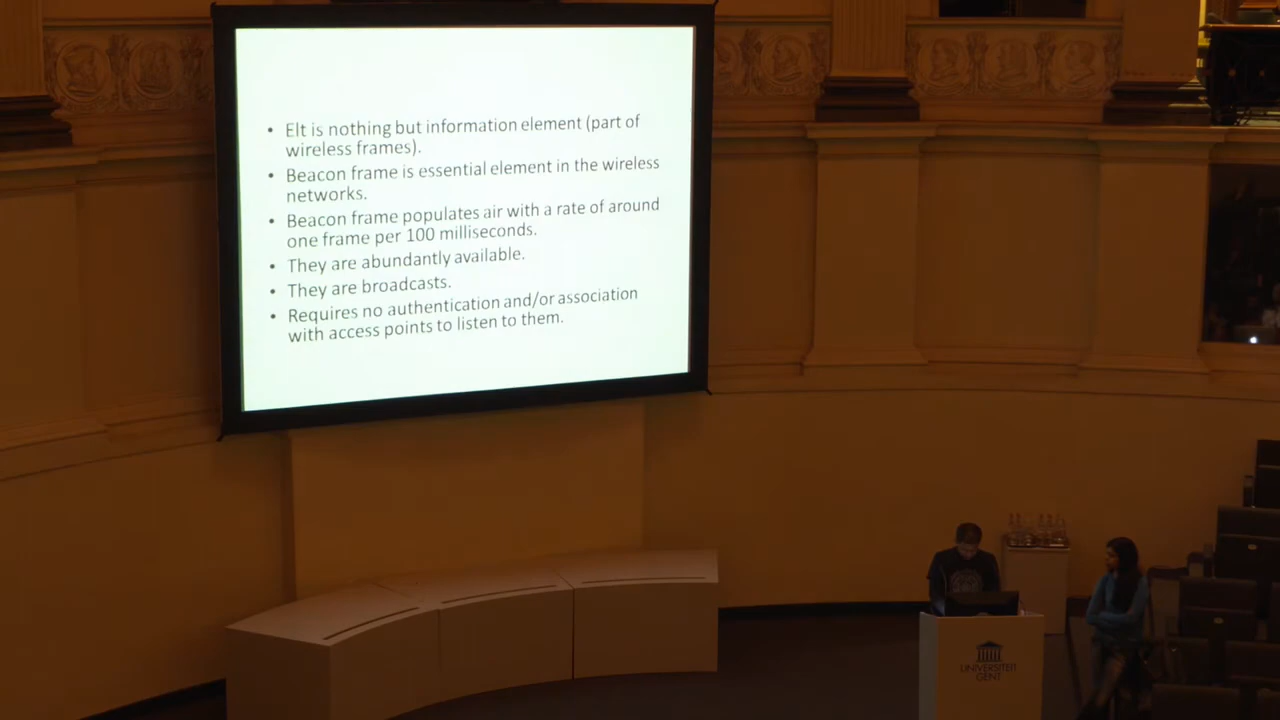 • Elt is nothing but information element (part of
wireless frames).
• Beacon frame is essential element in the wireless
networks.
• Beacon frame populates air with a rate of around
one frame per 100 milliseconds.
• They are abundantly available.
• They are broadcasts.
• Requires no authentication and/or association
with access points to listen to them.
UNIVERSITEIT
GENT